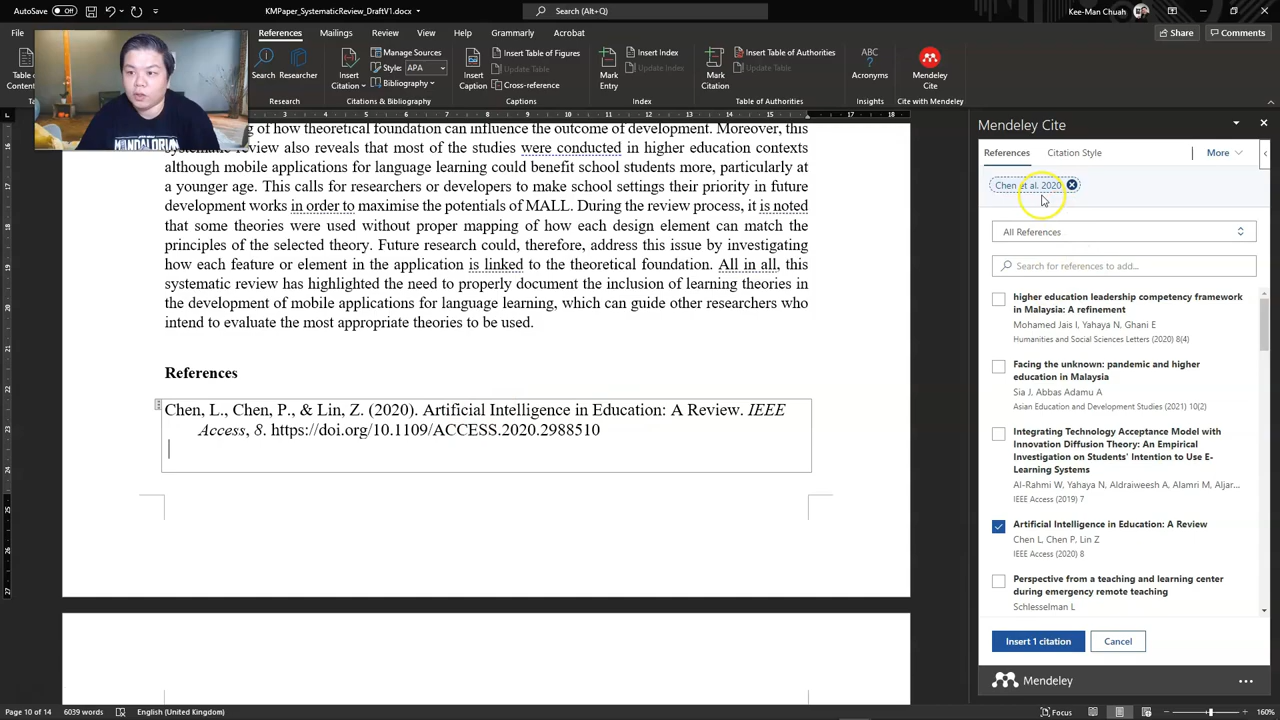 AutoSave Off KMPaper_SystematicReview_DraftV1.docx Search (Alt+Q) Kee-Man Chuah
File References Mailings Review View Help Grammarly Acrobat Share Comments
Search Researcher
Research
Insert Citation
Manage Sources
Style: APA
Bibliography
Citations & Bibliography
Insert Caption
Insert Table of Figures
Update Table
Cross-reference
Captions
Mark Entry
Insert Index
Update Index
Index
Mark Citation
Insert Table of Authorities
Update Table
Table of Authorities
ABC
Acronyms
Insights
Mendeley Cite
Cite with Mendeley
of how theoretical foundation can influence the outcome of development. Moreover, this
systematic review also reveals that most of the studies were conducted in higher education contexts
although mobile applications for language learning could benefit school students more, particularly at
a younger age. This calls for researchers or developers to make school settings their priority in future
development works in order to maximise the potentials of MALL. During the review process, it is noted
that some theories were used without proper mapping of how each design element can match the
principles of the selected theory. Future research could, therefore, address this issue by investigating
how each feature or element in the application is linked to the theoretical foundation. All in all, this
systematic review has highlighted the need to properly document the inclusion of learning theories in
the development of mobile applications for language learning, which can guide other researchers who
intend to evaluate the most appropriate theories to be used.
References
Chen, L., Chen, P., & Lin, Z. (2020). Artificial Intelligence in Education: A Review. IEEE
Access, 8. https://doi.org/10.1109/ACCESS.2020.2988510
Mendeley Cite
References Citation Style More
Chen et al. 2020
All References
Search for references to add...
higher education leadership competency framework
in Malaysia: A refinement
Mohamed Jais I, Yahaya N, Ghani E
Humanities and Social Sciences Letters (2020) 8(4)
Facing the unknown: pandemic and higher
education in Malaysia
Sia J, Abbas Adamu A
Asian Education and Development Studies (2021) 10(2)
Integrating Technology Acceptance Model with
Innovation Diffusion Theory: An Empirical
Investigation on Students' Intention to Use E-
Learning Systems
Al-Rahmi W, Yahaya N, Aldraiweesh A, Alamri M, Aljar...
IEEE Access (2019) 7
Artificial Intelligence in Education: A Review
Chen L, Chen P, Lin Z
IEEE Access (2020) 8
Perspective from a teaching and learning center
during emergency remote teaching
Schlesselman L
Insert 1 citation Cancel
Mendeley
Page 10 of 14 6039 words English (United Kingdom) Focus 160%